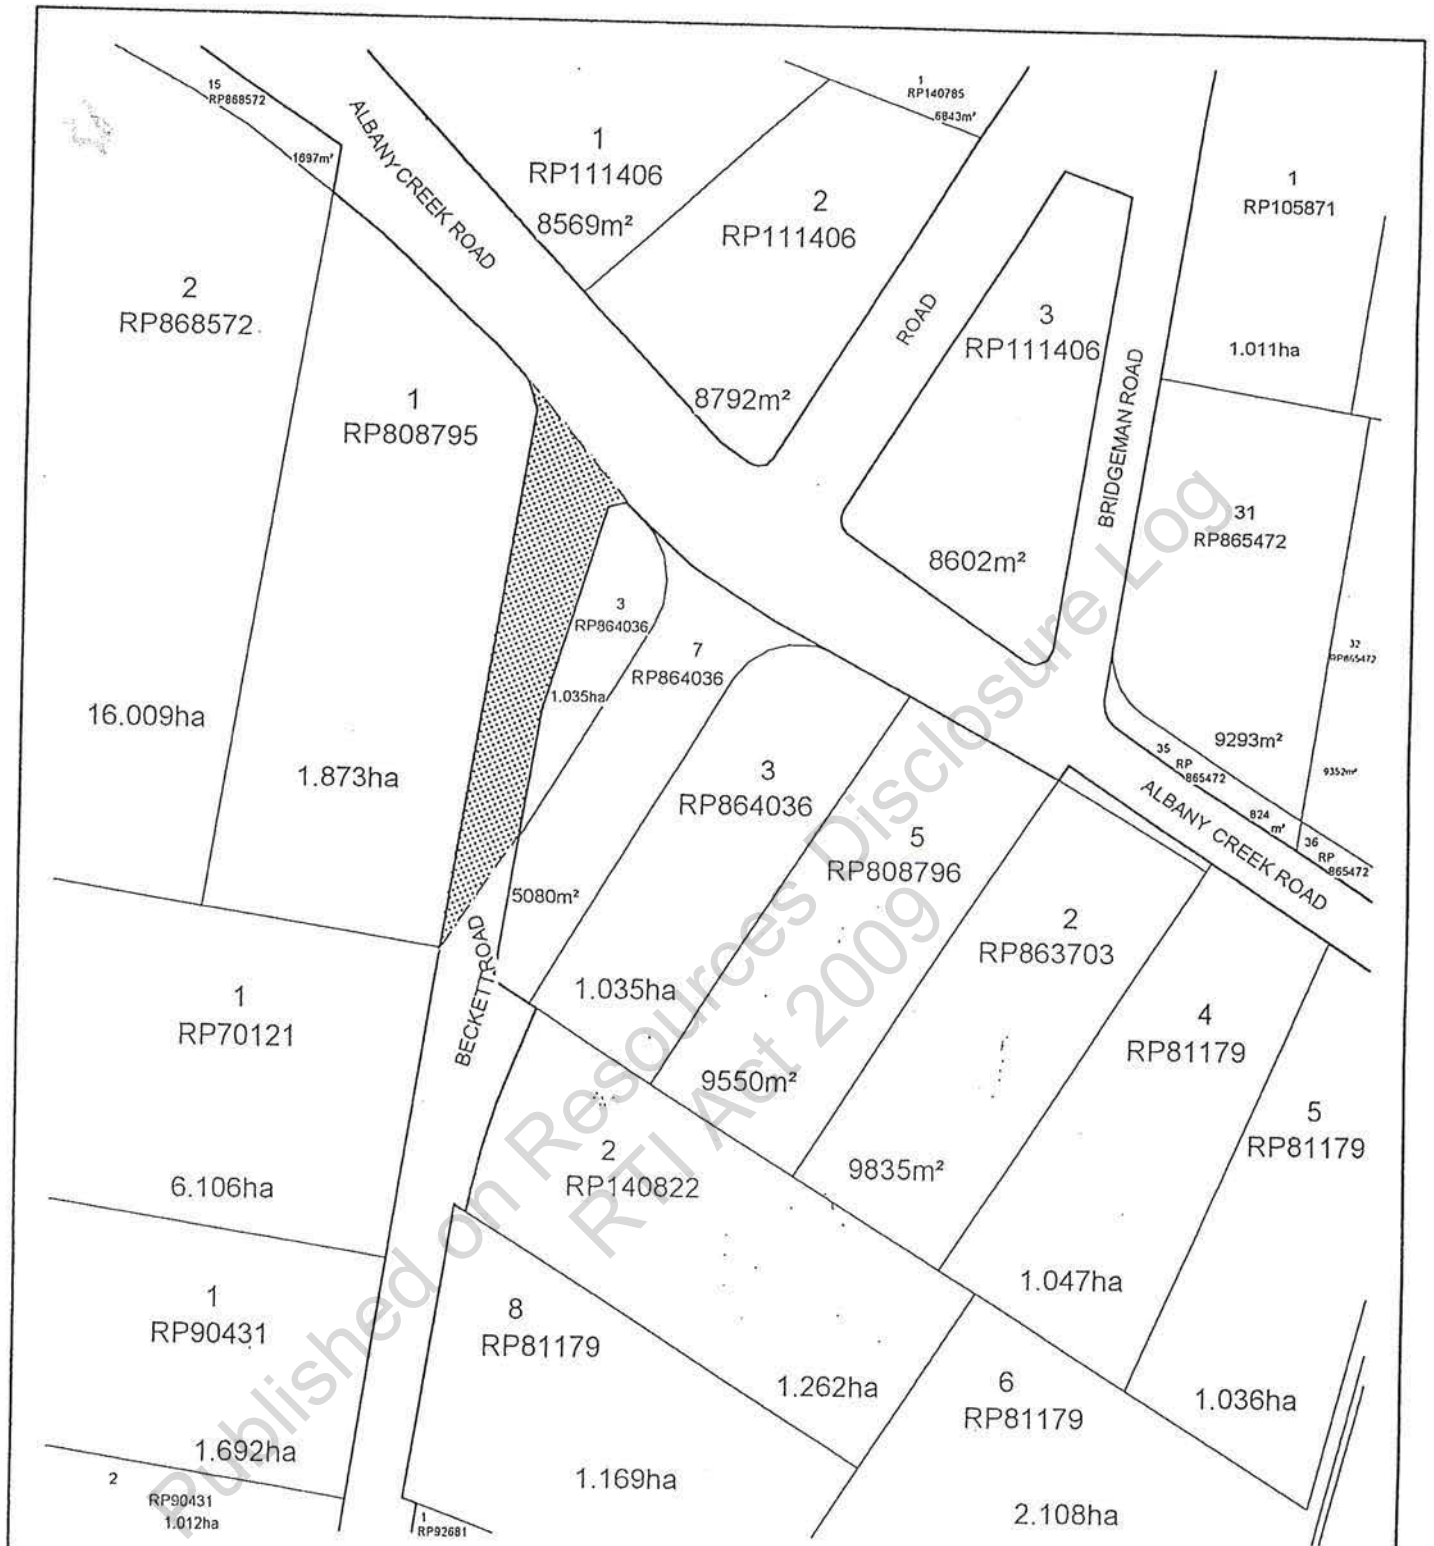 15
RP868572
1697m²
ALBANY CREEK ROAD
1
RP111406
8569m²
2
RP111406
8792m²
1
RP140785
6843m²
ROAD
3
RP111406
8602m²
BRIDGEMAN ROAD
1
RP105871
1.011ha
2
RP868572
16.009ha
1
RP808795
1.873ha
31
RP865472
9293m²
32
RP865472
9352m²
3
RP864036
1.035ha
7
RP864036
5080m²
3
RP864036
1.035ha
5
RP808796
9550m²
35
RP
865472
824
m²
36
RP
865472
ALBANY CREEK ROAD
2
RP863703
9835m²
4
RP81179
1.047ha
5
RP81179
1.036ha
BECKETT ROAD
1
RP70121
6.106ha
2
RP140822
1.262ha
1
RP90431
1.692ha
8
RP81179
1.169ha
6
RP81179
2.108ha
2
RP90431
1.012ha
1
RP92681
Published on Resources Disclosure Log
RTI Act 2009